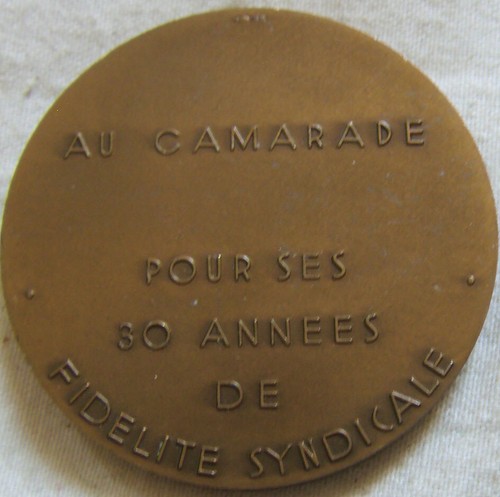 AU CAMARADE
POUR SES
30 ANNEES
DE
FIDELITE SYNDICALE